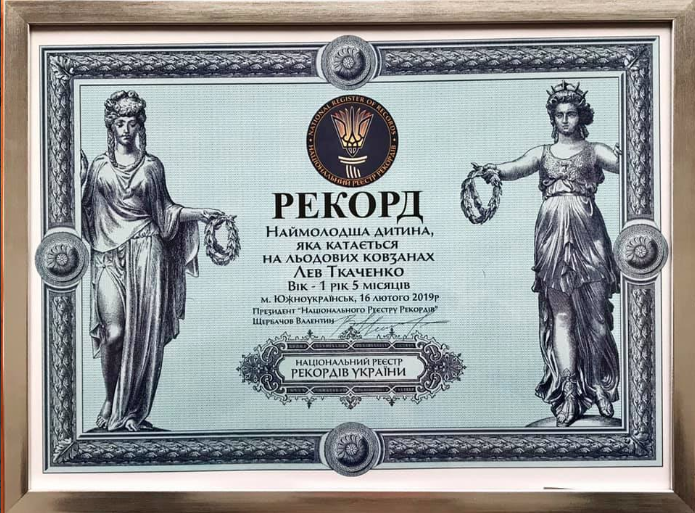 NATIONAL REGISTER OF RECORDS
НАЦІОНАЛЬНИЙ РЕЄСТР РЕКОРДІВ
РЕКОРД
Наймолодша дитина,
яка катається
на льодових ковзанах
Лев Ткаченко
Вік - 1 рік 5 місяців
м. Южноукраїнськ, 16 лютого 2019р
Президент "Національного Реєстру Рекордів"
Щербачов Валентин
НАЦІОНАЛЬНИЙ РЕЄСТР
РЕКОРДІВ УКРАЇНИ